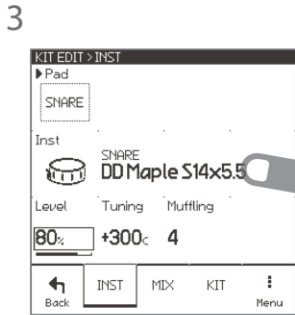 3
KIT EDIT>INST
▶Pad
SNARE
Inst
SNARE
DD Maple S14x5.5
Level Tuning Muffling
80% +300c 4
Back INST MIX KIT Menu